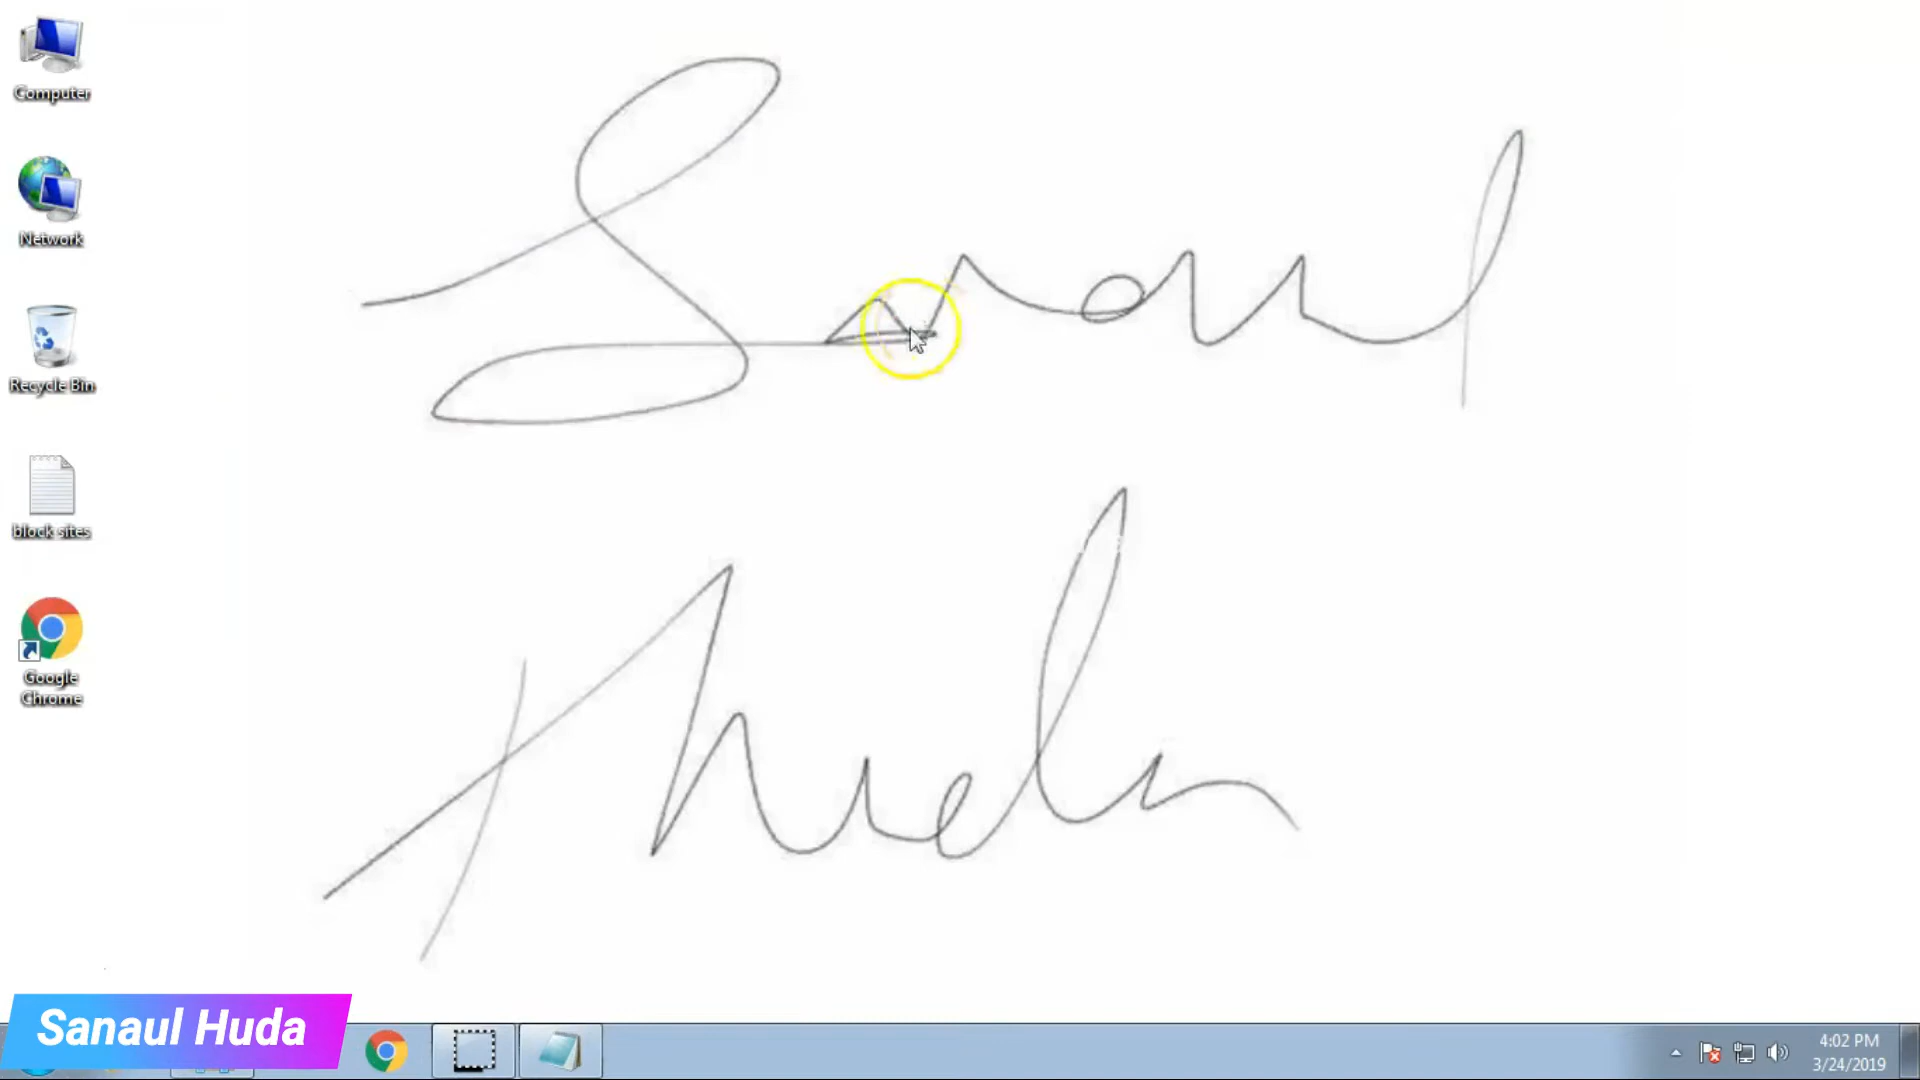 Computer
Network
Recycle Bin
block sites
Google
Chrome
Sanaul
Huda
Sanaul Huda
4:02 PM
3/24/2019